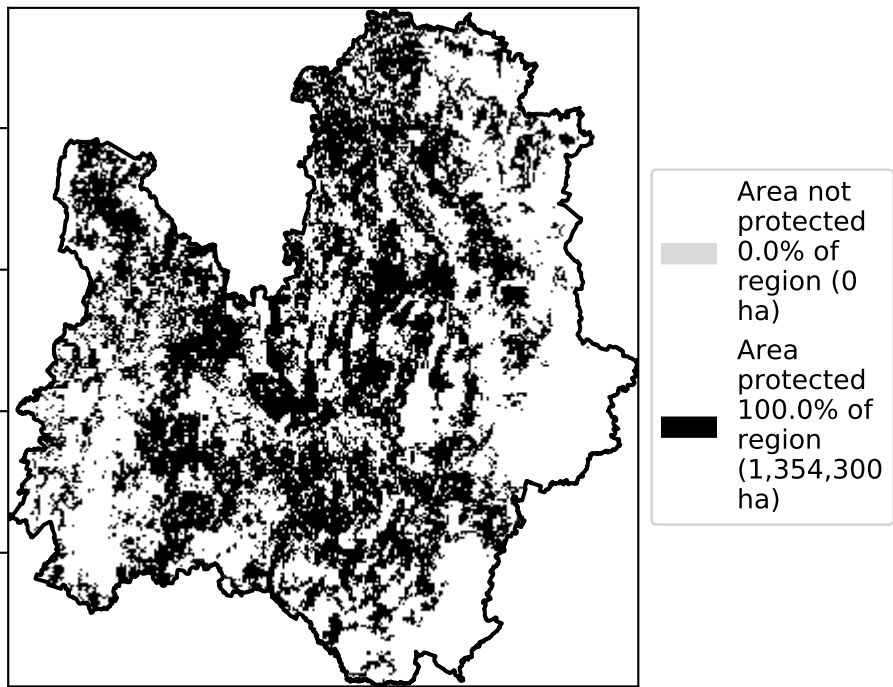 Area not
protected
0.0% of
region (0
ha)
Area
protected
100.0% of
region
(1,354,300
ha)